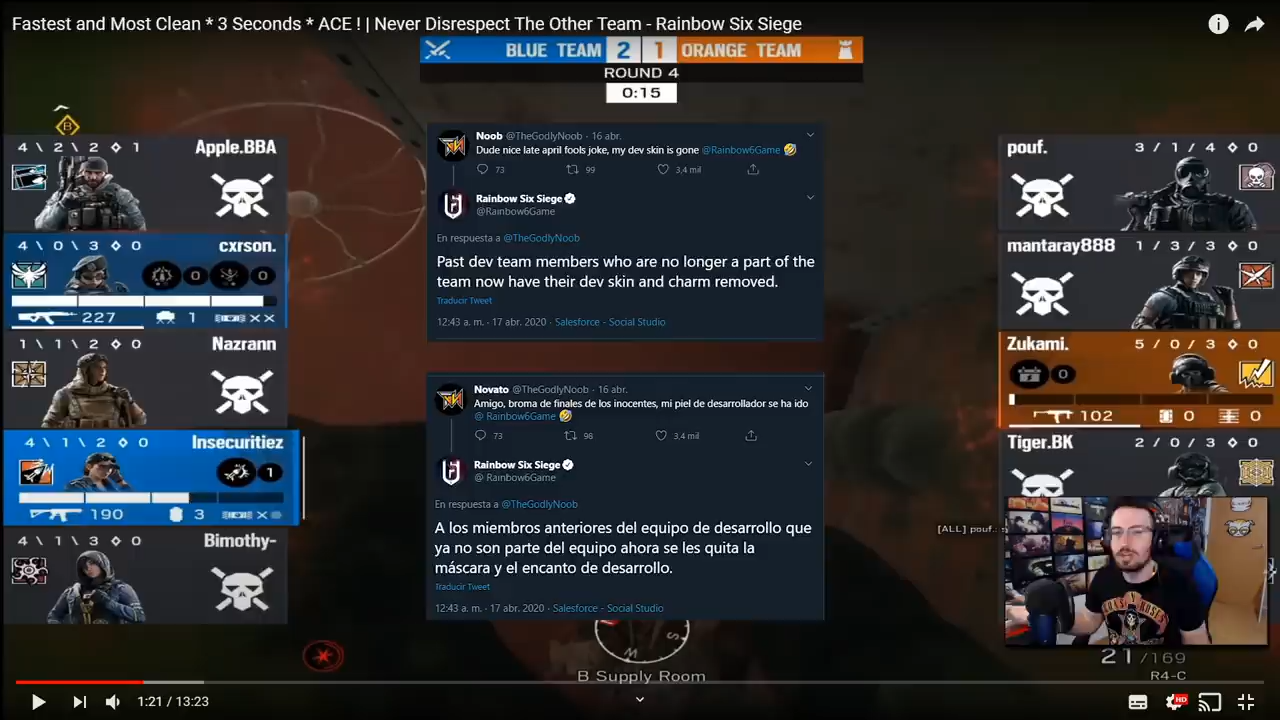 Fastest and Most Clean * 3 Seconds * ACE ! | Never Disrespect The Other Team - Rainbow Six Siege
BLUE TEAM 2 1 ORANGE TEAM
ROUND 4
0:15
B
4 \ 2 \ 2 ◇ 1 Apple.BBA
4 \ 0 \ 3 ◇ 0 cxrson.
0 0
227 1 XX
1 \ 1 \ 2 ◇ 0 Nazrann
4 \ 1 \ 2 ◇ 0 Insecuritiez
1
190 3 X
4 \ 1 \ 3 ◇ 0 Bimothy-
Noob @TheGodlyNoob · 16 abr.
Dude nice late april fools joke, my dev skin is gone @Rainbow6Game 🤣
73 99 3,4 mil
Rainbow Six Siege
@Rainbow6Game
En respuesta a @TheGodlyNoob
Past dev team members who are no longer a part of the
team now have their dev skin and charm removed.
Traducir Tweet
12:43 a. m. · 17 abr. 2020 · Salesforce - Social Studio
Novato @TheGodlyNoob · 16 abr.
Amigo, broma de finales de los inocentes, mi piel de desarrollador se ha ido
@ Rainbow6Game 🤣
73 98 3,4 mil
Rainbow Six Siege
@ Rainbow6Game
En respuesta a @TheGodlyNoob
A los miembros anteriores del equipo de desarrollo que
ya no son parte del equipo ahora se les quita la
máscara y el encanto de desarrollo.
Traducir Tweet
12:43 a. m. · 17 abr. 2020 · Salesforce - Social Studio
pouf. 3 / 1 / 4 ◇ 0
mantaray888 1 / 3 / 3 ◇ 0
Zukami. 5 / 0 / 3 ◇ 0
0
102 0 0
Tiger.BK 2 / 0 / 3 ◇ 0
[ALL] pouf.:
GUNS N' ROSES
W S
B Supply Room
21 /169
R4-C
1:21 / 13:23
HD